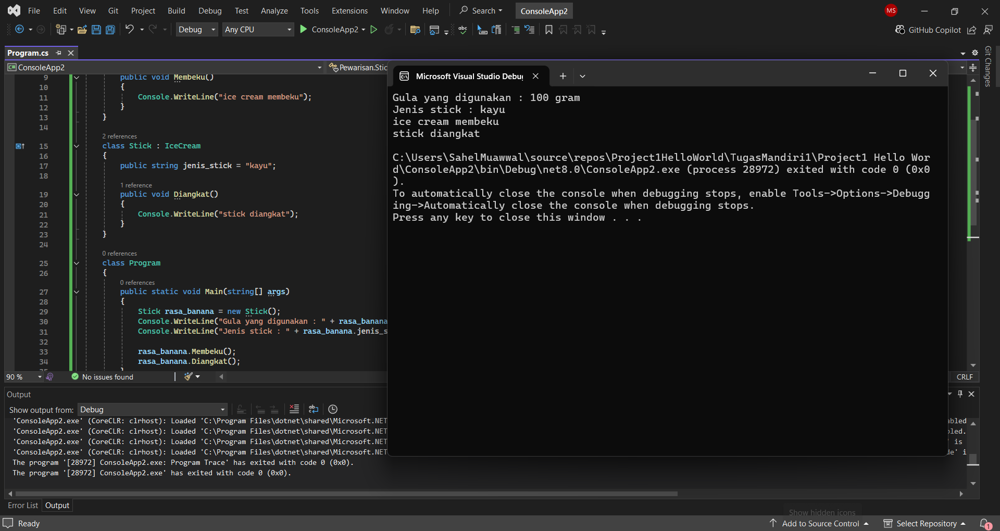 File Edit View Git Project Build Debug Test Analyze Tools Extensions Window Help Search ConsoleApp2 MS
Debug Any CPU ConsoleApp2 abc GitHub Copilot
Program.cs
C# ConsoleApp2 Pewarisan.Stic
Git Changes
9 public void Membeku()
10 {
11 Console.WriteLine("ice cream membeku");
12 }
13 }
14
2 references
15 class Stick : IceCream
16 {
17 public string jenis_stick = "kayu";
18
1 reference
19 public void Diangkat()
20 {
21 Console.WriteLine("stick diangkat");
22 }
23 }
24
0 references
25 class Program
26 {
0 references
27 public static void Main(string[] args)
28 {
29 Stick rasa_banana = new Stick();
30 Console.WriteLine("Gula yang digunakan : " + rasa_banana
31 Console.WriteLine("Jenis stick : " + rasa_banana.jenis_s
32
33 rasa_banana.Membeku();
34 rasa_banana.Diangkat();
90 % No issues found CRLF
Microsoft Visual Studio Debug
Gula yang digunakan : 100 gram
Jenis stick : kayu
ice cream membeku
stick diangkat
C:\Users\SahelMuawwal\source\repos\Project1HelloWorld\TugasMandiri1\Project1 Hello Wor
d\ConsoleApp2\bin\Debug\net8.0\ConsoleApp2.exe (process 28972) exited with code 0 (0x0
).
To automatically close the console when debugging stops, enable Tools->Options->Debugg
ing->Automatically close the console when debugging stops.
Press any key to close this window . . .
Output
Show output from: Debug
'ConsoleApp2.exe' (CoreCLR: clrhost): Loaded 'C:\Program Files\dotnet\shared\Microsoft.NET
'ConsoleApp2.exe' (CoreCLR: clrhost): Loaded 'C:\Program Files\dotnet\shared\Microsoft.NET
'ConsoleApp2.exe' (CoreCLR: clrhost): Loaded 'C:\Program Files\dotnet\shared\Microsoft.NET ' is
'ConsoleApp2.exe' (CoreCLR: clrhost): Loaded 'C:\Program Files\dotnet\shared\Microsoft.NET
The program '[28972] ConsoleApp2.exe: Program Trace' has exited with code 0 (0x0).
The program '[28972] ConsoleApp2.exe' has exited with code 0 (0x0).
Error List Output
Show hidden icons
Ready Add to Source Control Select Repository 1